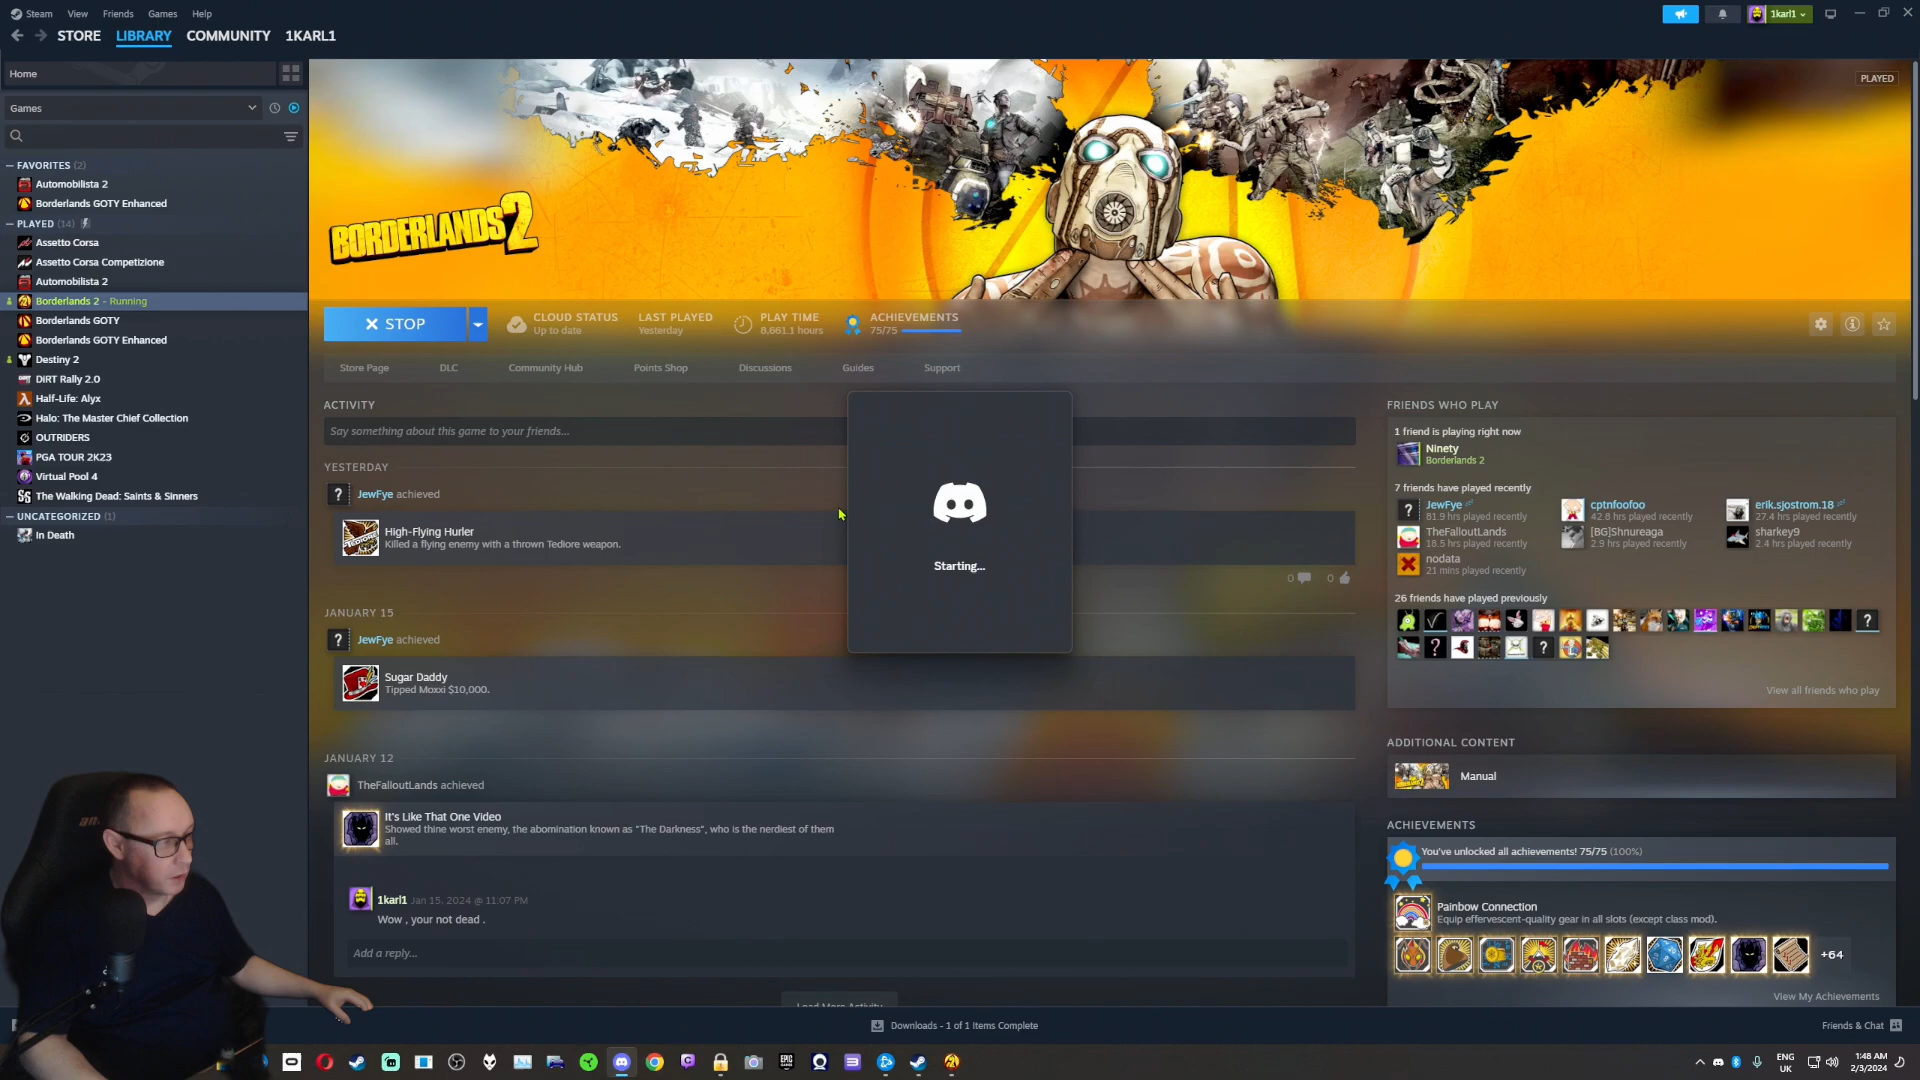 Steam View Friends Games Help
1karl1
STORE LIBRARY COMMUNITY 1KARL1
Home
Games
— FAVORITES (2)
Automobilista 2
Borderlands GOTY Enhanced
— PLAYED (14)
Assetto Corsa
Assetto Corsa Competizione
Automobilista 2
Borderlands 2 - Running
Borderlands GOTY
Borderlands GOTY Enhanced
Destiny 2
DIRT Rally 2.0
Half-Life: Alyx
Halo: The Master Chief Collection
OUTRIDERS
PGA TOUR 2K23
Virtual Pool 4
The Walking Dead: Saints & Sinners
— UNCATEGORIZED (1)
In Death
PLAYED
BORDERLANDS 2
STOP
CLOUD STATUS
Up to date
LAST PLAYED
Yesterday
PLAY TIME
8,661.1 hours
ACHIEVEMENTS
75/75
Store Page DLC Community Hub Points Shop Discussions Guides Support
ACTIVITY
Say something about this game to your friends...
YESTERDAY
JewFye achieved
High-Flying Hurler
Killed a flying enemy with a thrown Tediore weapon.
0 0
JANUARY 15
JewFye achieved
Sugar Daddy
Tipped Moxxi $10,000.
JANUARY 12
TheFalloutLands achieved
It's Like That One Video
Showed thine worst enemy, the abomination known as "The Darkness", who is the nerdiest of them
all.
1karl1 Jan 15, 2024 @ 11:07 PM
Wow , your not dead .
Add a reply...
Load More Activity
Starting...
FRIENDS WHO PLAY
1 friend is playing right now
Ninety
Borderlands 2
7 friends have played recently
JewFye
81.9 hrs played recently
cptnfoofoo
42.8 hrs played recently
erik.sjostrom.18
27.4 hrs played recently
TheFalloutLands
18.5 hrs played recently
[BG]Shnureaga
2.9 hrs played recently
sharkey9
2.4 hrs played recently
nodata
21 mins played recently
26 friends have played previously
View all friends who play
ADDITIONAL CONTENT
Manual
ACHIEVEMENTS
You've unlocked all achievements! 75/75 (100%)
Painbow Connection
Equip effervescent-quality gear in all slots (except class mod).
+64
View My Achievements
Downloads - 1 of 1 Items Complete
Friends & Chat
ENG
UK
1:48 AM
2/3/2024